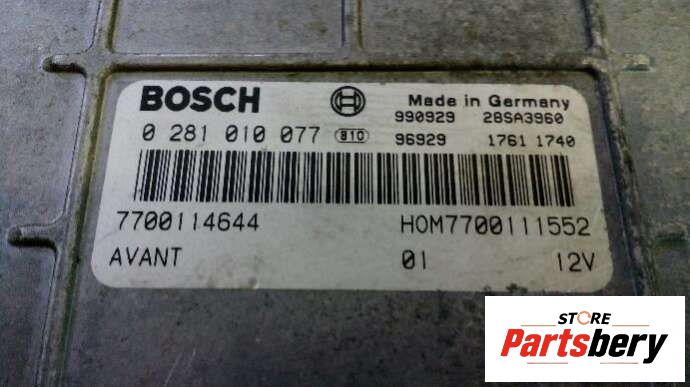 BOSCH Made in Germany
990929 28SA3960
0 281 010 077 810 96929 1761 1740
7700114644 HOM7700111552
AVANT 01 12V
STORE
Partsbery